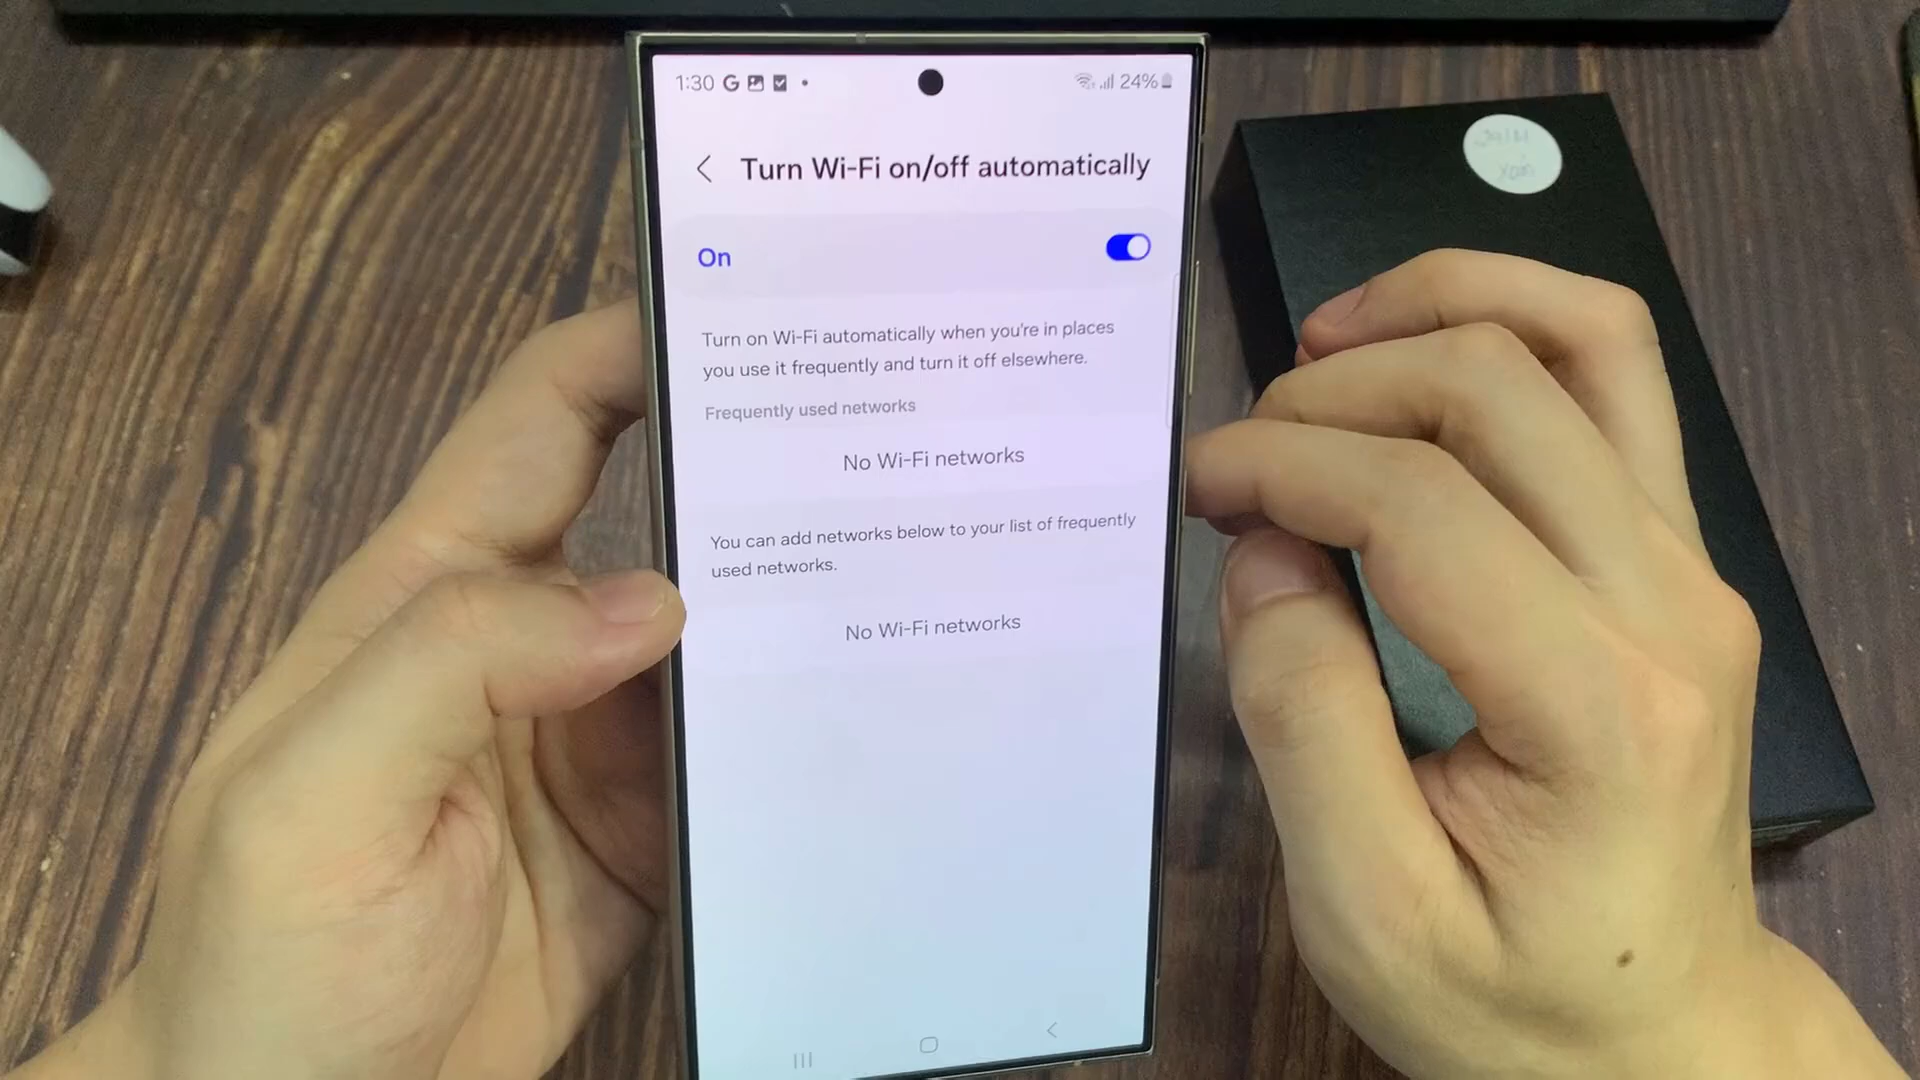 1:30 G 24%
Turn Wi-Fi on/off automatically
On
Turn on Wi-Fi automatically when you're in places
you use it frequently and turn it off elsewhere.
Frequently used networks
No Wi-Fi networks
You can add networks below to your list of frequently
used networks.
No Wi-Fi networks